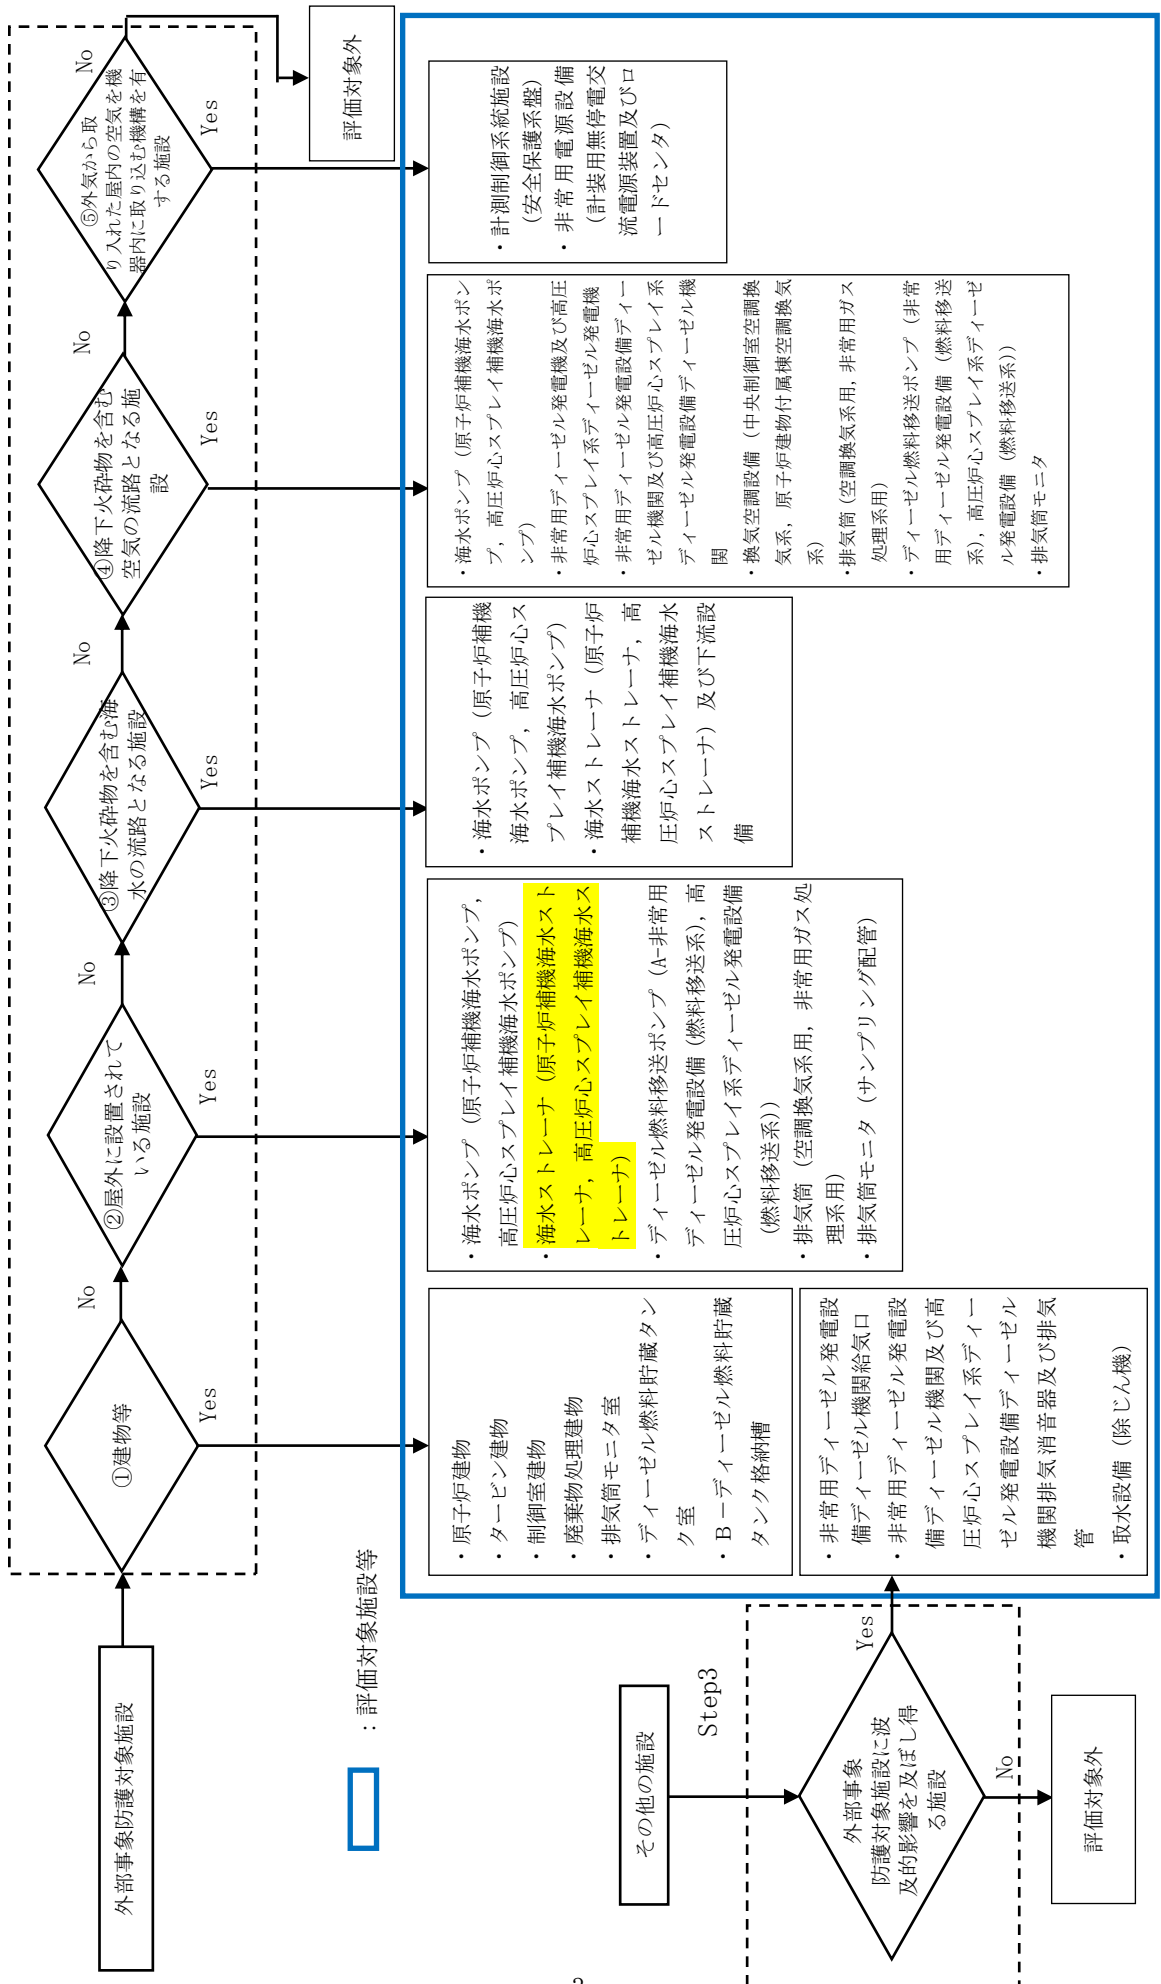 外部事象防護対象施設
①建物等
No
Yes
②屋外に設置されて
いる施設
No
Yes
③降下火砕物を含む海
水の流路となる施設
No
Yes
④降下火砕物を含む
空気の流路となる施
設
No
Yes
⑤外気から取
り入れた屋内の空気を機
器内に取り込む機構を有
する施設
No
Yes
評価対象外
：評価対象施設等
・原子炉建物
・タービン建物
・制御室建物
・廃棄物処理建物
・排気筒モニタ室
・ディーゼル燃料貯蔵タン
ク室
・Ｂ－ディーゼル燃料貯蔵
タンク格納槽
・海水ポンプ（原子炉補機海水ポンプ，
高圧炉心スプレイ補機海水ポンプ）
・海水ストレーナ（原子炉補機海水スト
レーナ，高圧炉心スプレイ補機海水ス
トレーナ）
・ディーゼル燃料移送ポンプ（A-非常用
ディーゼル発電設備（燃料移送系），高
圧炉心スプレイ系ディーゼル発電設備
（燃料移送系））
・排気筒（空調換気系用，非常用ガス処
理系用）
・排気筒モニタ（サンプリング配管）
・海水ポンプ（原子炉補機
海水ポンプ，高圧炉心ス
プレイ補機海水ポンプ）
・海水ストレーナ（原子炉
補機海水ストレーナ，高
圧炉心スプレイ補機海水
ストレーナ）及び下流設
備
・海水ポンプ（原子炉補機海水ポン
プ，高圧炉心スプレイ補機海水ポ
ンプ）
・非常用ディーゼル発電機及び高圧
炉心スプレイ系ディーゼル発電機
・非常用ディーゼル発電設備ディー
ゼル機関及び高圧炉心スプレイ系
ディーゼル発電設備ディーゼル機
関
・換気空調設備（中央制御室空調換
気系，原子炉建物付属棟空調換気
系）
・排気筒（空調換気系用，非常用ガス
処理系用）
・ディーゼル燃料移送ポンプ（非常
用ディーゼル発電設備（燃料移送
系），高圧炉心スプレイ系ディーゼ
ル発電設備（燃料移送系））
・排気筒モニタ
・計測制御系統施設
（安全保護系盤）
・非常用電源設備
（計装用無停電交
流電源装置及びロ
ードセンタ）
その他の施設
Step3
外部事象
防護対象施設に波
及的影響を及ぼし得
る施設
Yes
No
評価対象外
・非常用ディーゼル発電設
備ディーゼル機関給気口
・非常用ディーゼル発電設
備ディーゼル機関及び高
圧炉心スプレイ系ディー
ゼル発電設備ディーゼル
機関排気消音器及び排気
管
・取水設備（除じん機）